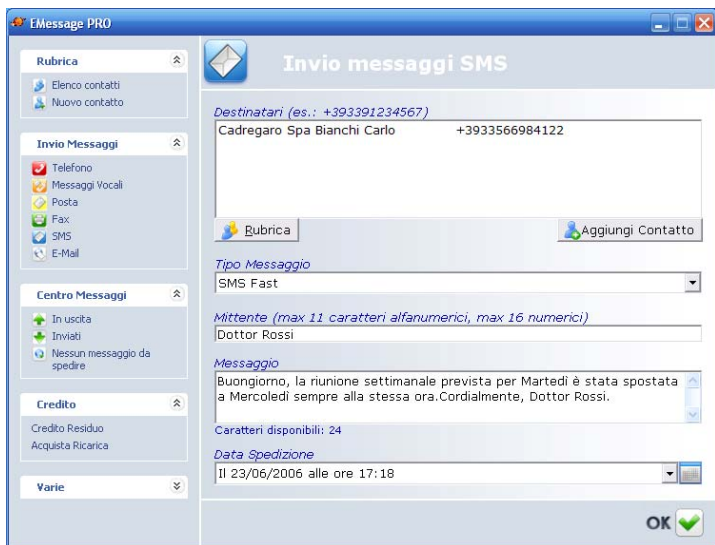 EMessage PRO
Rubrica
Elenco contatti
Nuovo contatto
Invio Messaggi
Telefono
Messaggi Vocali
Posta
Fax
SMS
E-Mail
Centro Messaggi
In uscita
Inviati
Nessun messaggio da
spedire
Credito
Credito Residuo
Acquista Ricarica
Varie
Invio messaggi SMS
Destinatari (es.: +393391234567)
Cadregaro Spa Bianchi Carlo +3933566984122
Rubrica
Aggiungi Contatto
Tipo Messaggio
SMS Fast
Mittente (max 11 caratteri alfanumerici, max 16 numerici)
Dottor Rossi
Messaggio
Buongiorno, la riunione settimanale prevista per Martedì è stata spostata
a Mercoledì sempre alla stessa ora.Cordialmente, Dottor Rossi.
Caratteri disponibili: 24
Data Spedizione
Il 23/06/2006 alle ore 17:18
OK